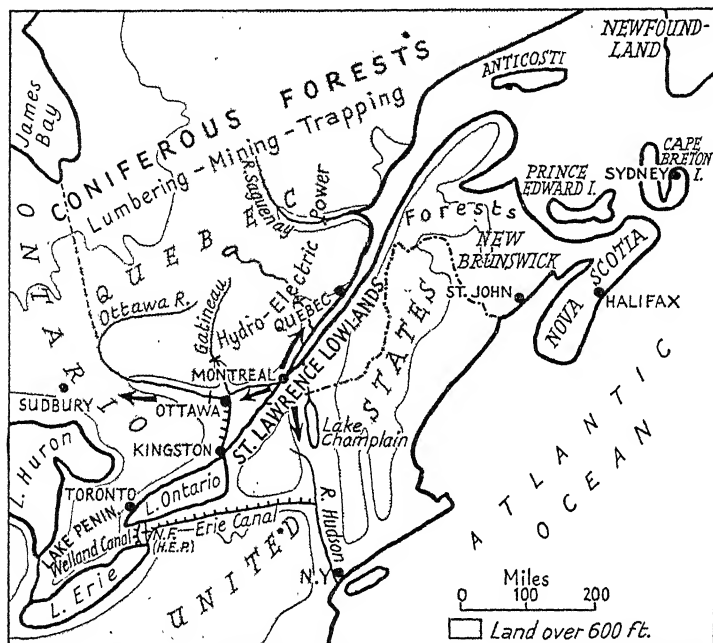 NEWFOUND-
LAND
ANTICOSTI
James
Bay
CONIFEROUS FORESTS
Lumbering-Mining-Trapping
CAPE
BRETON
I.
SYDNEY
PRINCE
EDWARD I.
R. Saguenay
Power
Forests
QUEBEC
ONTARIO
NEW
BRUNSWICK
NOVA SCOTIA
Ottawa R.
Gatineau
Hydro-Electric
QUEBEC
ST. JOHN
HALIFAX
MONTREAL
ST. LAWRENCE LOWLANDS
SUDBURY
OTTAWA
Lake
Champlain
KINGSTON
L. Huron
TORONTO
L. Ontario
LAKE PENIN.
Welland Canal
N.F.
(H.E.P.)
Erie Canal
R. Hudson
L. Erie
UNITED STATES
N.Y.
ATLANTIC
OCEAN
Miles
0 100 200
Land over 600 ft.